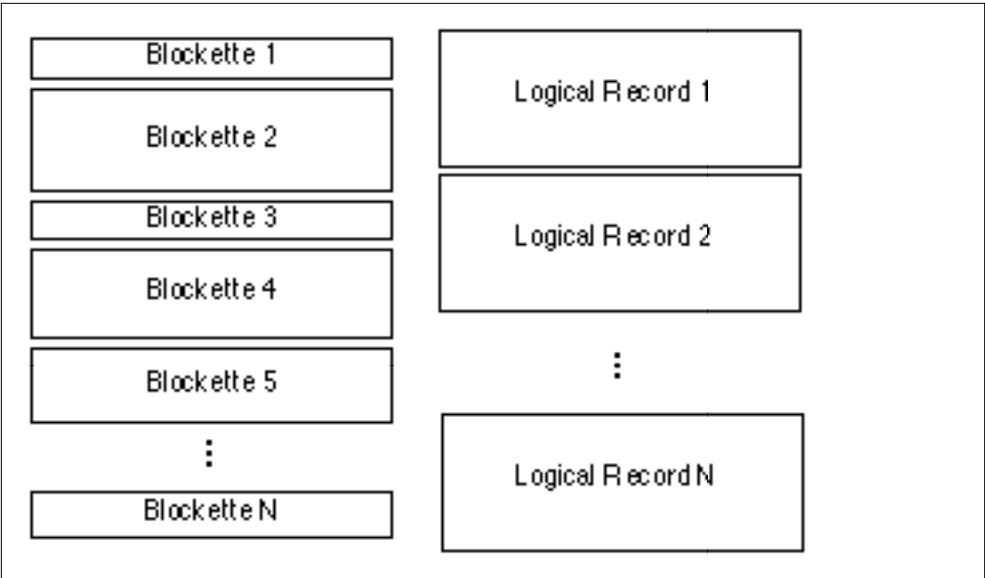 Blockette 1
Blockette 2
Blockette 3
Blockette 4
Blockette 5
⋮
Blockette N
Logical Record 1
Logical Record 2
⋮
Logical Record N